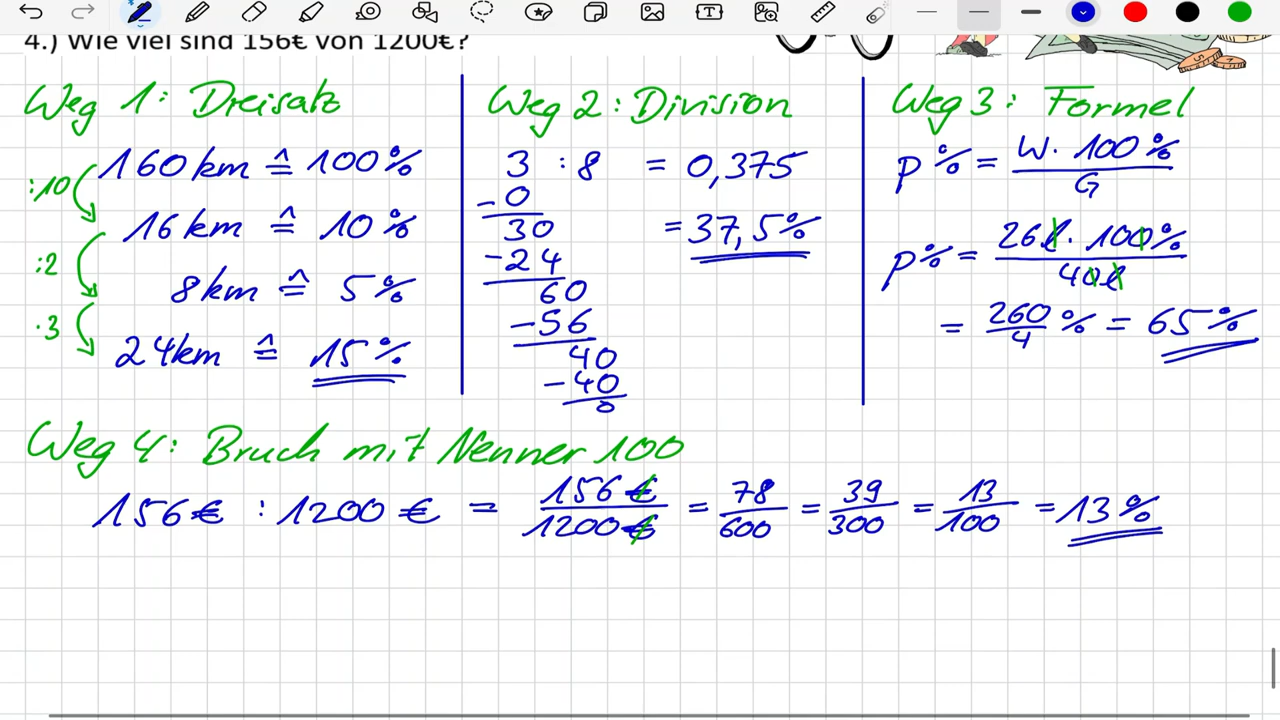 4.) Wie viel sind 156€ von 1200€?
Weg 1: Dreisatz
160 km ≙ 100 %
:10
16 km ≙ 10 %
:2
8 km ≙ 5 %
·3
24 km ≙ 15 %
Weg 2: Division
3 : 8 = 0,375
- 0
30 = 37,5 %
- 24
60
- 56
40
- 40
0
Weg 3: Formel
p % = W · 100 % / G
p % = 26 ℓ · 100 % / 40 ℓ
= 260/4 % = 65 %
Weg 4: Bruch mit Nenner 100
156 € : 1200 € = 156 € / 1200 € = 78/600 = 39/300 = 13/100 = 13 %